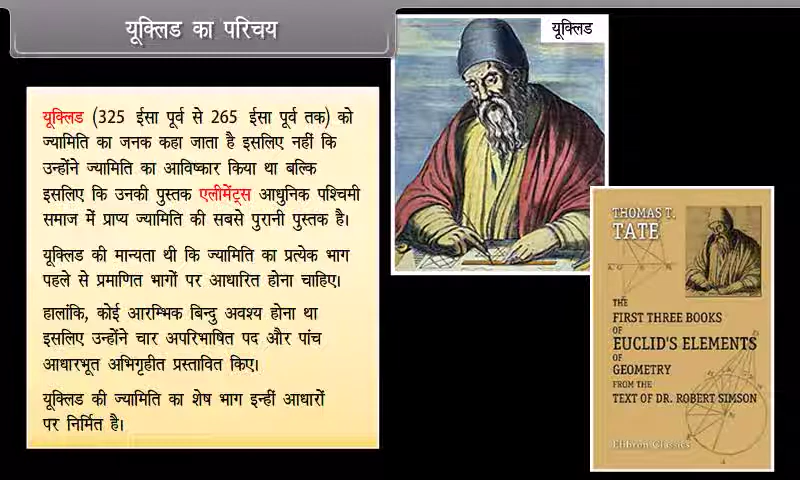 यूक्लिड का परिचय
यूक्लिड
यूक्लिड (325 ईसा पूर्व से 265 ईसा पूर्व तक) को
ज्यामिति का जनक कहा जाता है इसलिए नहीं कि
उन्होंने ज्यामिति का आविष्कार किया था बल्कि
इसलिए कि उनकी पुस्तक एलीमेंट्स आधुनिक पश्चिमी
समाज में प्राप्य ज्यामिति की सबसे पुरानी पुस्तक है।
यूक्लिड की मान्यता थी कि ज्यामिति का प्रत्येक भाग
पहले से प्रमाणित भागों पर आधारित होना चाहिए।
हालांकि, कोई आरम्भिक बिन्दु अवश्य होना था
इसलिए उन्होंने चार अपरिभाषित पद और पांच
आधारभूत अभिगृहीत प्रस्तावित किए।
यूक्लिड की ज्यामिति का शेष भाग इन्हीं आधारों
पर निर्मित है।
THOMAS T.
TATE
THE
FIRST THREE BOOKS
OF
EUCLID'S ELEMENTS
OF
GEOMETRY
FROM THE
TEXT OF DR. ROBERT SIMSON
Elibron Classics